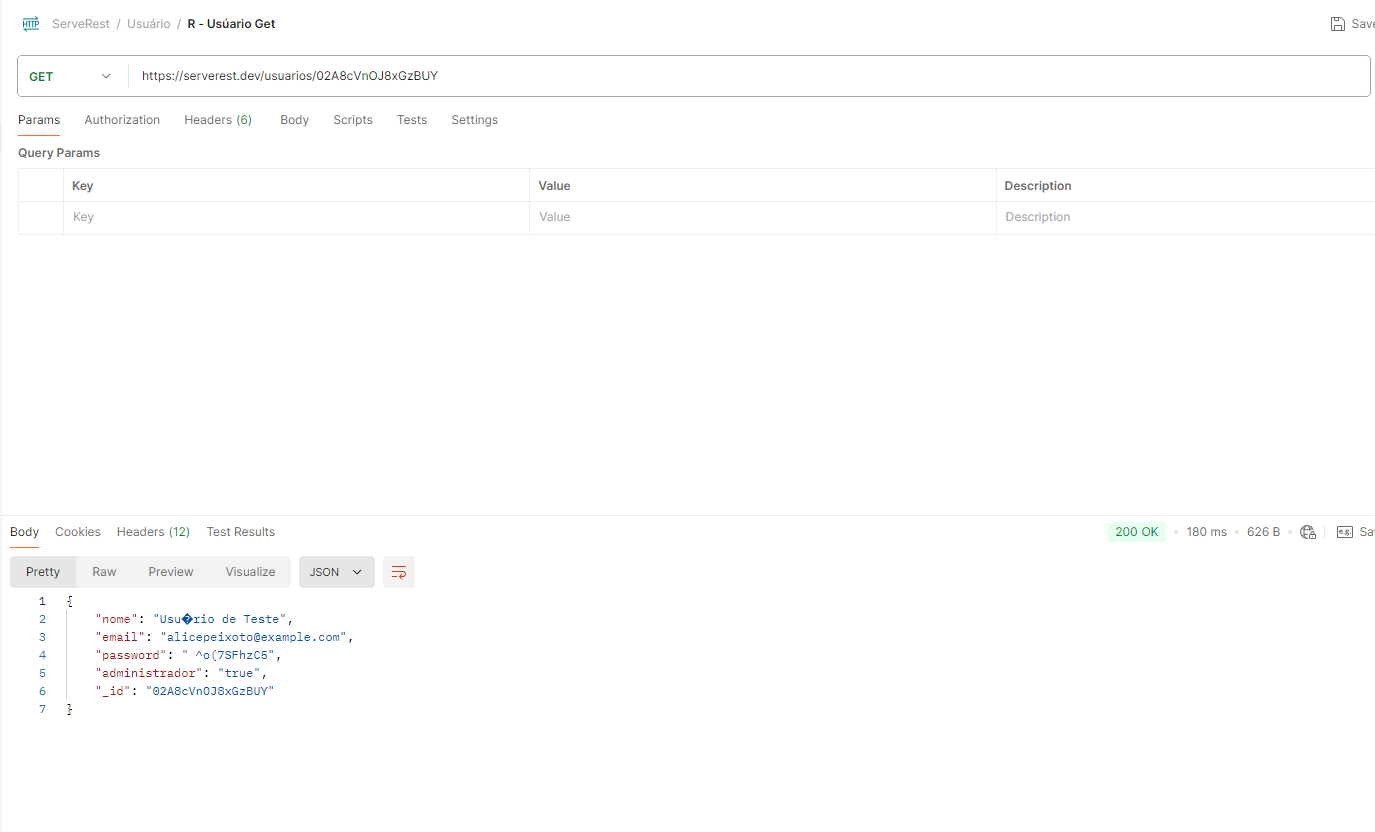 HTTP ServeRest / Usuário / R - Usúario Get Save
GET https://serverest.dev/usuarios/02A8cVnOJ8xGzBUY
Params Authorization Headers (6) Body Scripts Tests Settings
Query Params
Key Value Description
Key Value Description
Body Cookies Headers (12) Test Results 200 OK 180 ms 626 B e.g. Sav
Pretty Raw Preview Visualize JSON
1 {
2 "nome": "Usu�rio de Teste",
3 "email": "alicepeixoto@example.com",
4 "password": " ^o(7SFhzC5",
5 "administrador": "true",
6 "_id": "02A8cVnOJ8xGzBUY"
7 }